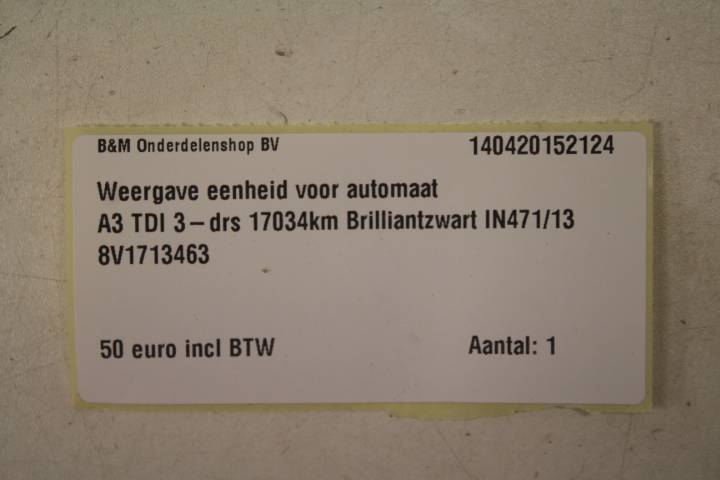 B&M Onderdelenshop BV 140420152124
Weergave eenheid voor automaat
A3 TDI 3-drs 17034km Brilliantzwart IN471/13
8V1713463
50 euro incl BTW Aantal: 1